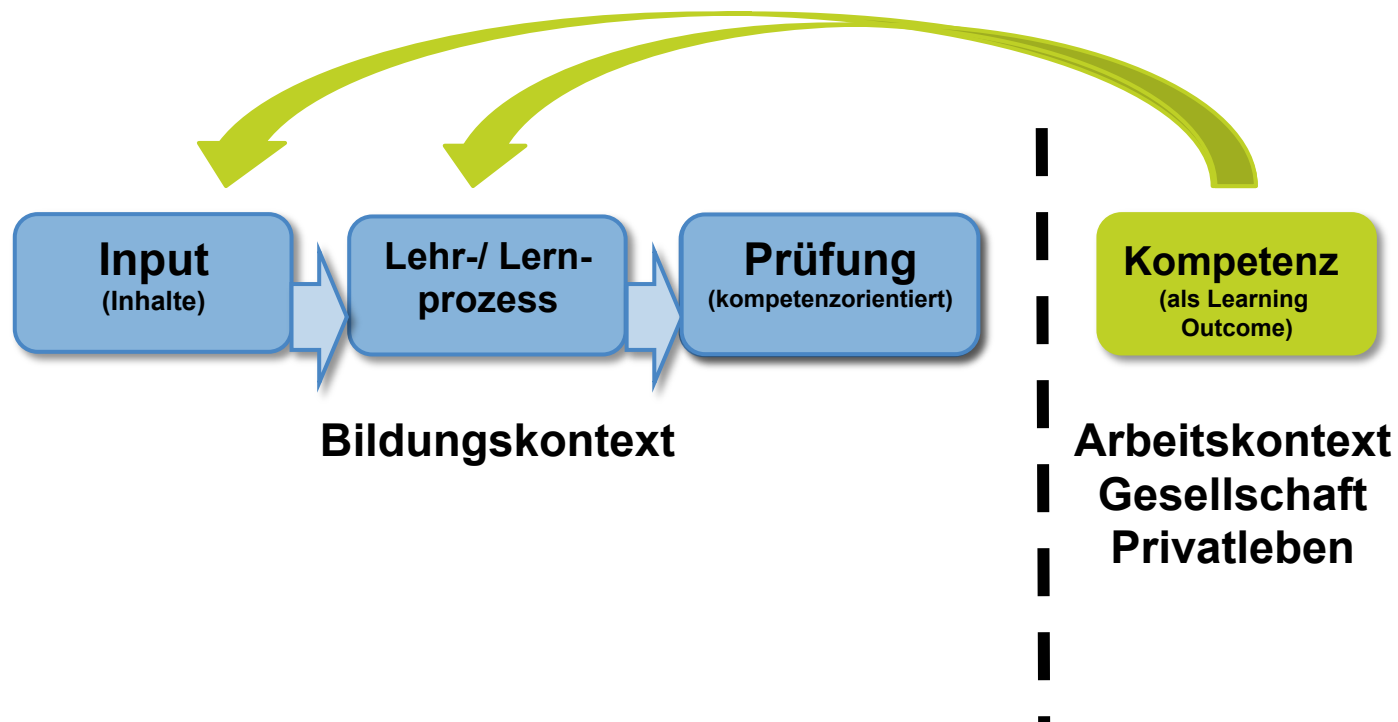 Input
(Inhalte)
Lehr-/ Lern-
prozess
Prüfung
(kompetenzorientiert)
Kompetenz
(als Learning
Outcome)
Bildungskontext
Arbeitskontext
Gesellschaft
Privatleben